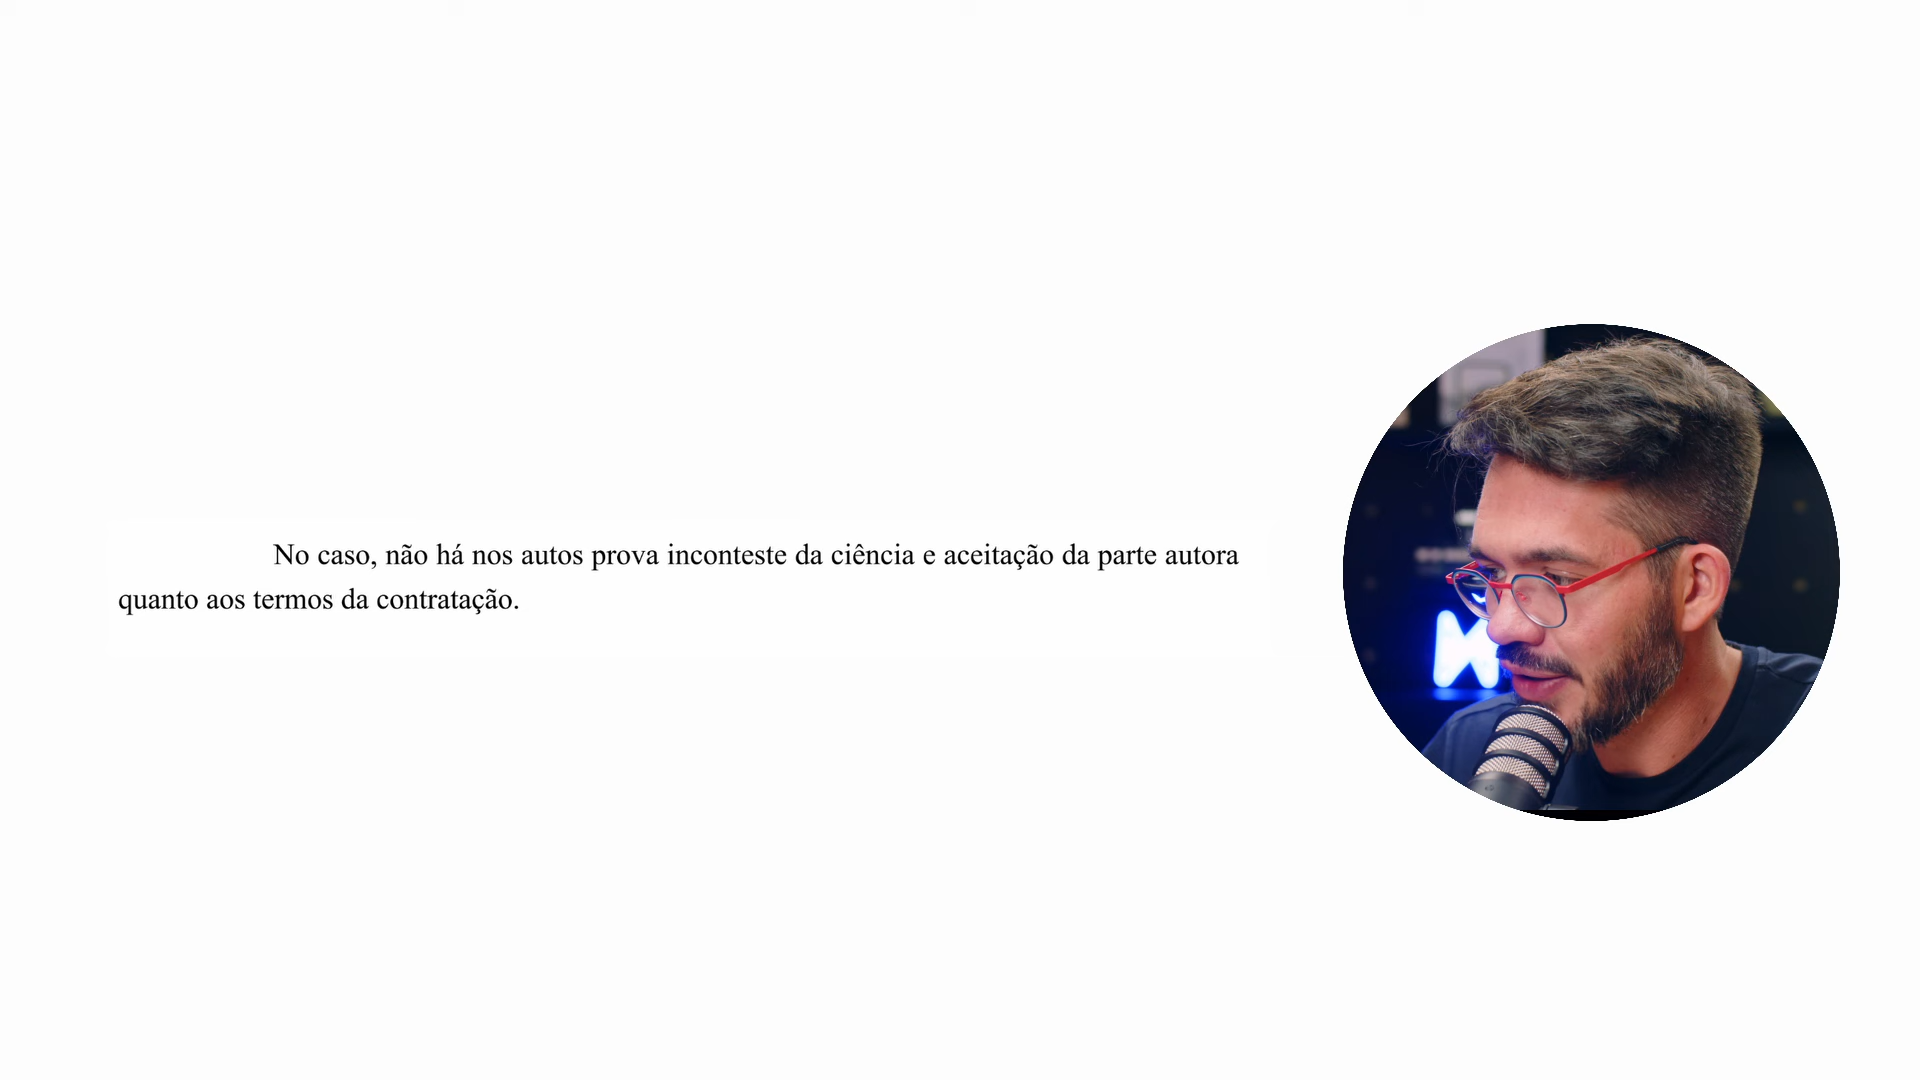 No caso, não há nos autos prova inconteste da ciência e aceitação da parte autora
quanto aos termos da contratação.